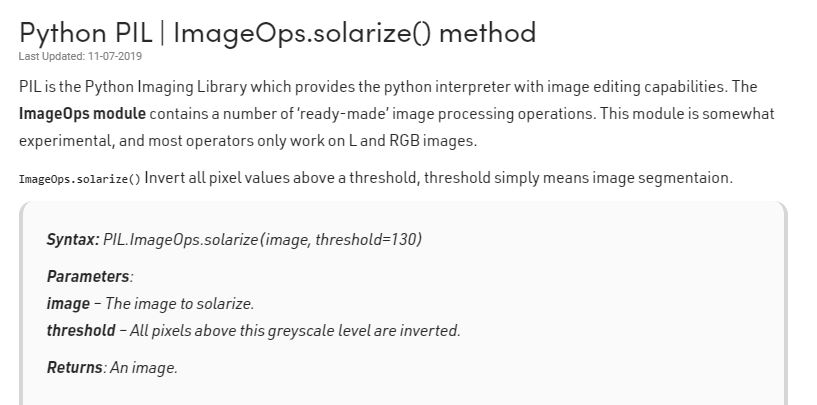 Python PIL | ImageOps.solarize() method
Last Updated: 11-07-2019
PIL is the Python Imaging Library which provides the python interpreter with image editing capabilities. The
ImageOps module contains a number of ‘ready-made’ image processing operations. This module is somewhat
experimental, and most operators only work on L and RGB images.
ImageOps.solarize() Invert all pixel values above a threshold, threshold simply means image segmentaion.
Syntax: PIL.ImageOps.solarize(image, threshold=130)
Parameters:
image – The image to solarize.
threshold – All pixels above this greyscale level are inverted.
Returns: An image.